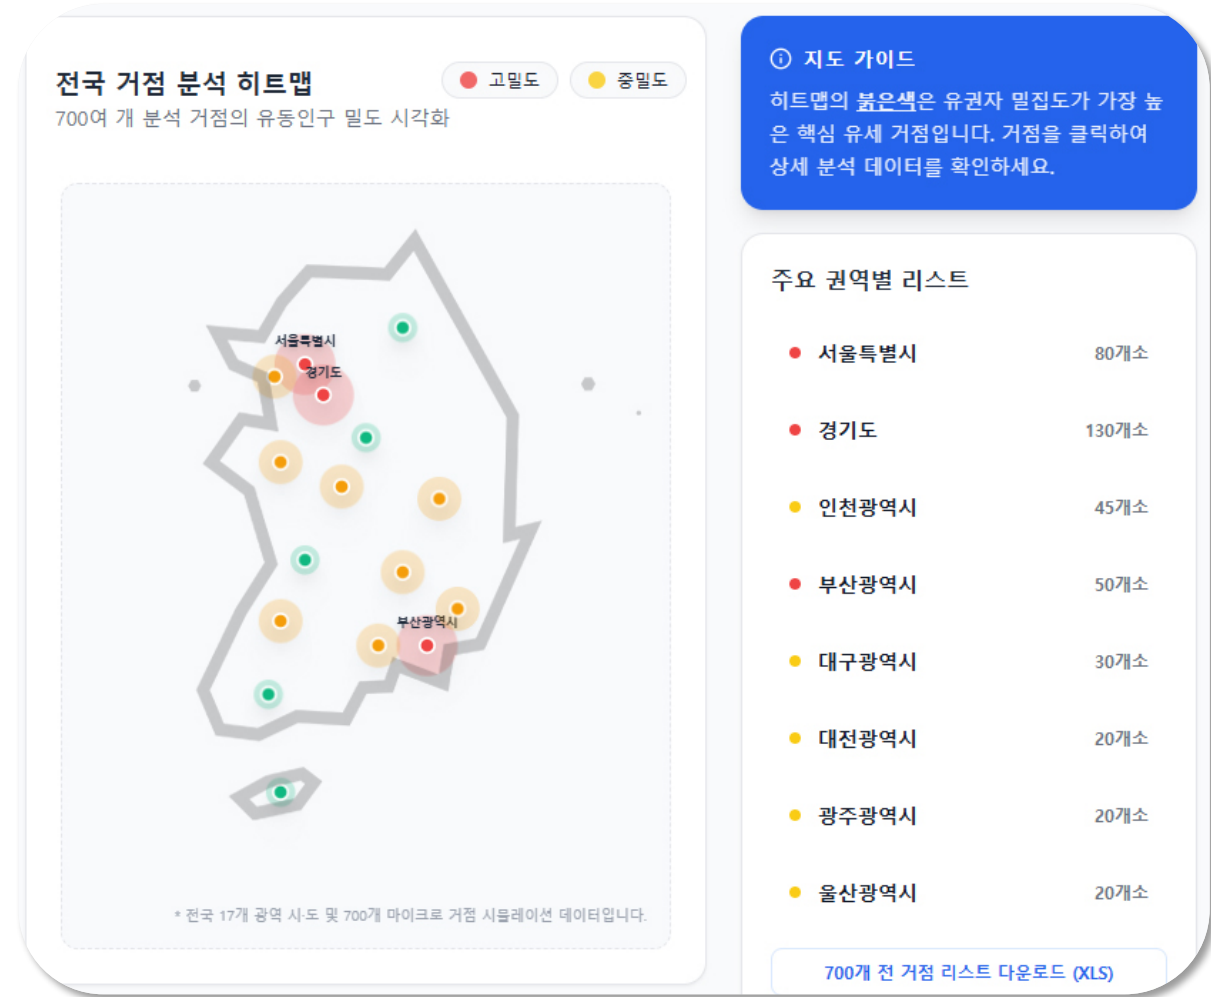 전국 거점 분석 히트맵
고밀도
중밀도
700여 개 분석 거점의 유동인구 밀도 시각화
서울특별시
경기도
부산광역시
* 전국 17개 광역 시·도 및 700개 마이크로 거점 시뮬레이션 데이터입니다.
지도 가이드
히트맵의 붉은색은 유권자 밀집도가 가장 높
은 핵심 유세 거점입니다. 거점을 클릭하여
상세 분석 데이터를 확인하세요.
주요 권역별 리스트
서울특별시 80개소
경기도 130개소
인천광역시 45개소
부산광역시 50개소
대구광역시 30개소
대전광역시 20개소
광주광역시 20개소
울산광역시 20개소
700개 전 거점 리스트 다운로드 (XLS)